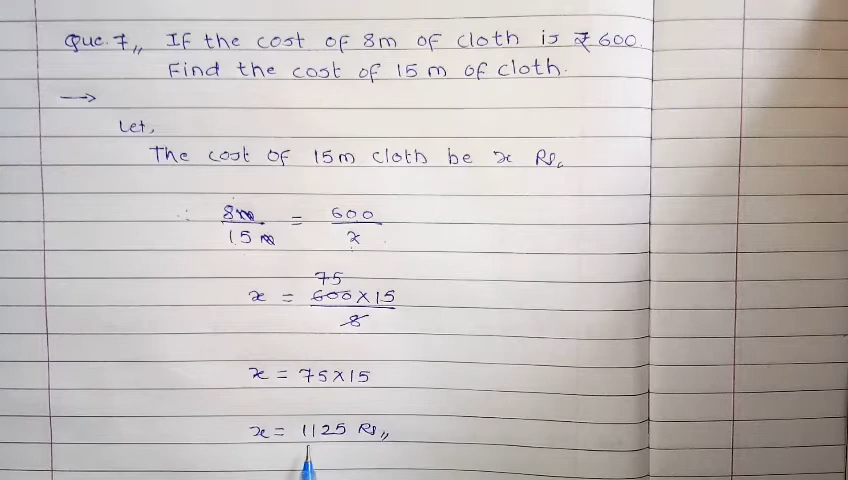 Que. 7,, If the cost of 8m of cloth is ₹ 600.
Find the cost of 15 m of cloth.
→
Let,
The cost of 15m cloth be x Rs.
∴ 8m/15m = 600/x
75
x = 600×15/8
x = 75×15
x = 1125 Rs,,